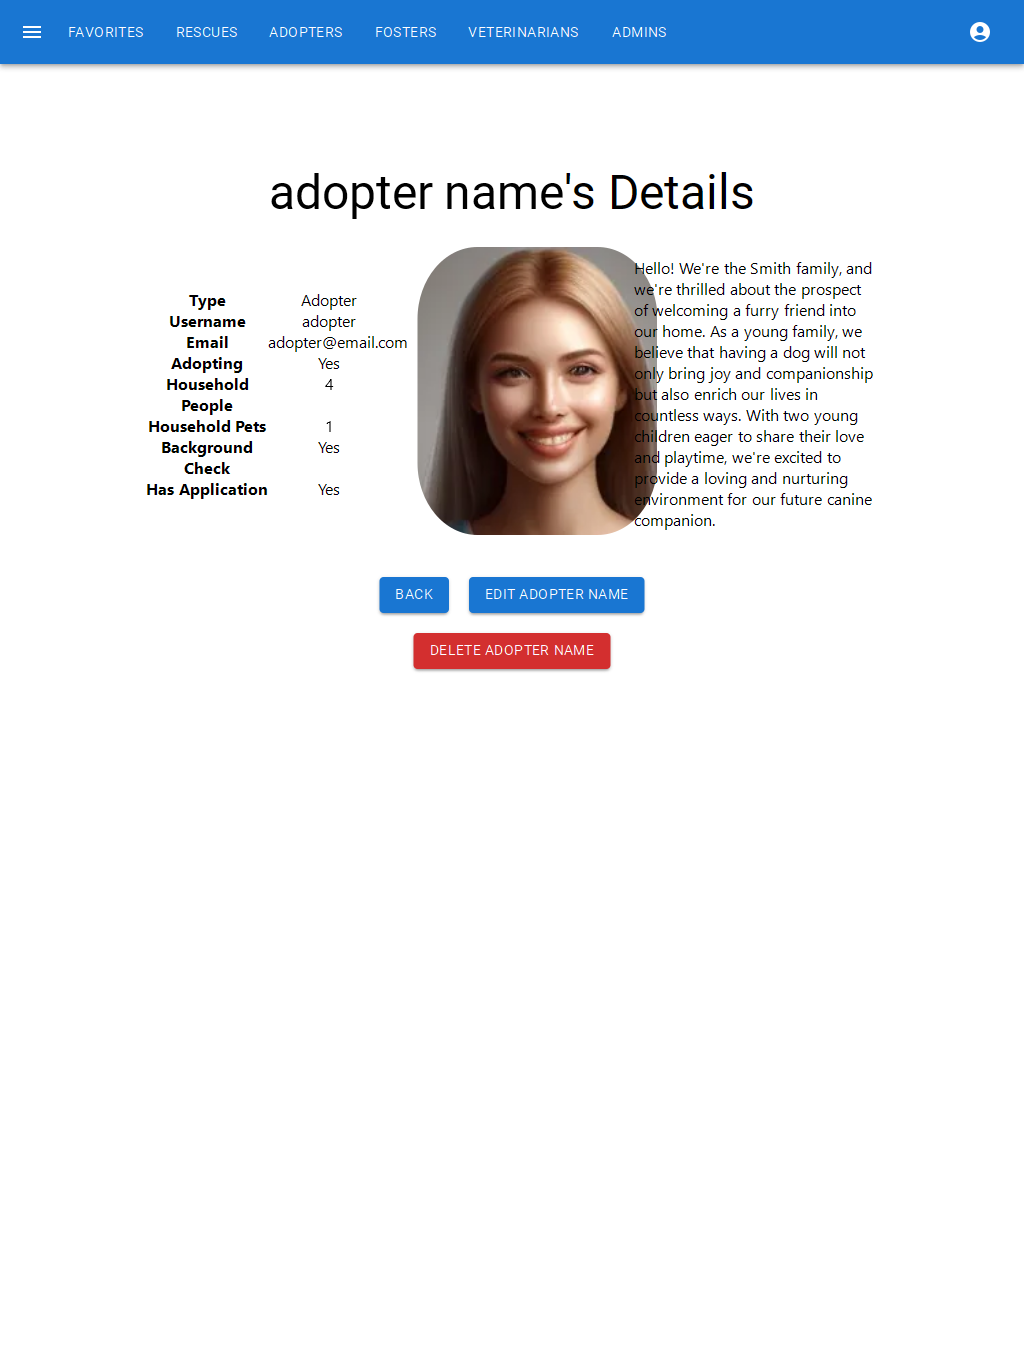 FAVORITES RESCUES ADOPTERS FOSTERS VETERINARIANS ADMINS
adopter name's Details
Type Adopter
Username adopter
Email adopter@email.com
Adopting Yes
Household People 4
Household Pets 1
Background Check Yes
Has Application Yes
Hello! We're the Smith family, and
we're thrilled about the prospect
of welcoming a furry friend into
our home. As a young family, we
believe that having a dog will not
only bring joy and companionship
but also enrich our lives in
countless ways. With two young
children eager to share their love
and playtime, we're excited to
provide a loving and nurturing
environment for our future canine
companion.
BACK EDIT ADOPTER NAME
DELETE ADOPTER NAME